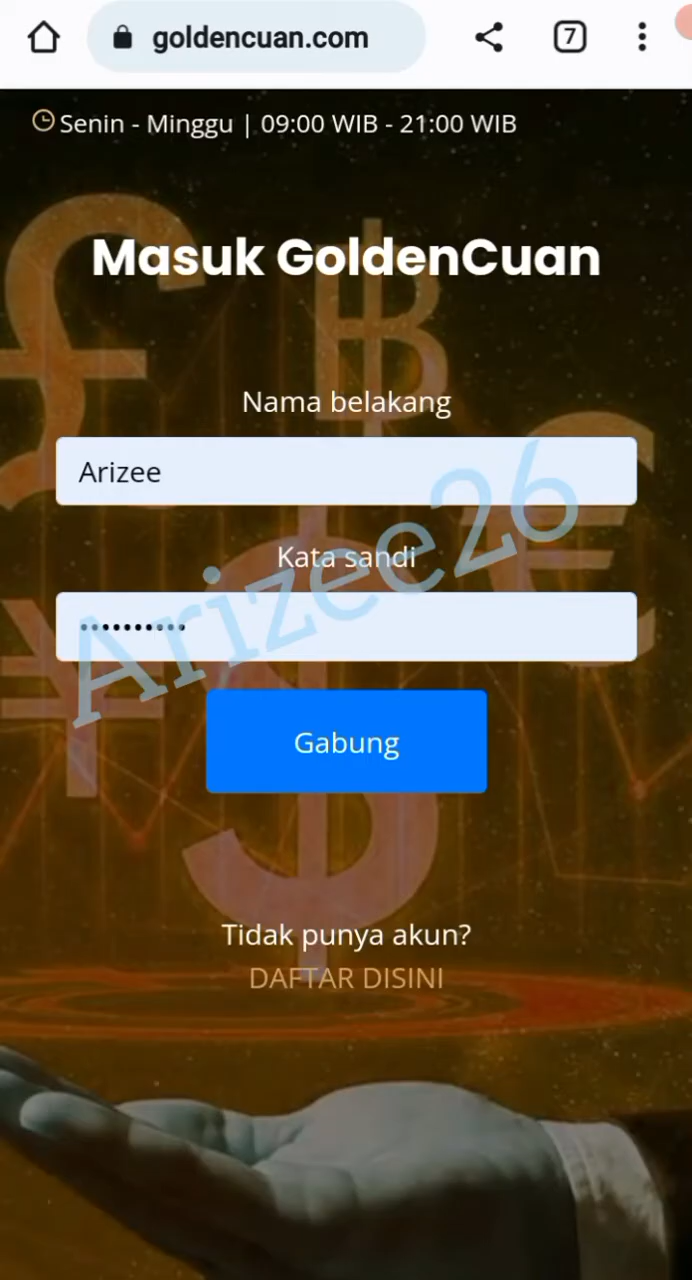 goldencuan.com
7
Senin - Minggu | 09:00 WIB - 21:00 WIB
Masuk GoldenCuan
Nama belakang
Arizee
Kata sandi
••••••••••
Arizee26
Gabung
Tidak punya akun?
DAFTAR DISINI